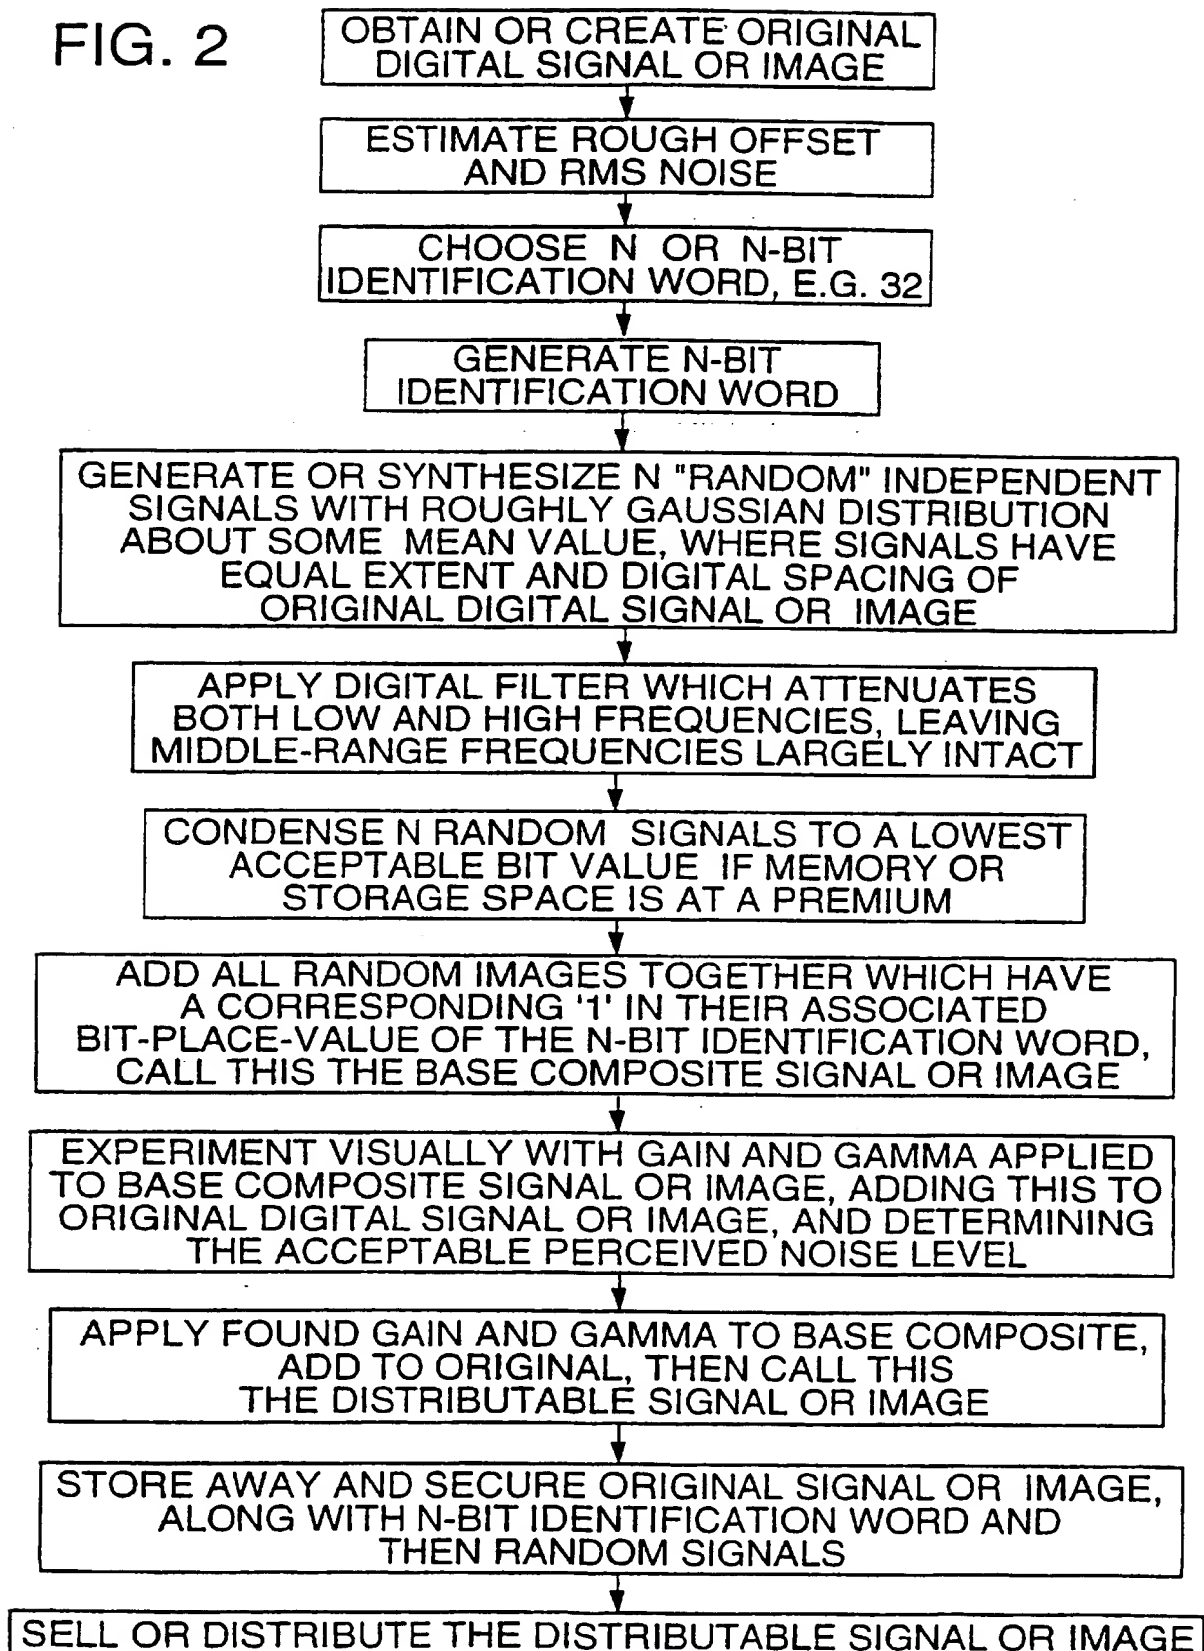 FIG. 2
OBTAIN OR CREATE ORIGINAL
DIGITAL SIGNAL OR IMAGE
ESTIMATE ROUGH OFFSET
AND RMS NOISE
CHOOSE N OR N-BIT
IDENTIFICATION WORD, E.G. 32
GENERATE N-BIT
IDENTIFICATION WORD
GENERATE OR SYNTHESIZE N "RANDOM" INDEPENDENT
SIGNALS WITH ROUGHLY GAUSSIAN DISTRIBUTION
ABOUT SOME MEAN VALUE, WHERE SIGNALS HAVE
EQUAL EXTENT AND DIGITAL SPACING OF
ORIGINAL DIGITAL SIGNAL OR IMAGE
APPLY DIGITAL FILTER WHICH ATTENUATES
BOTH LOW AND HIGH FREQUENCIES, LEAVING
MIDDLE-RANGE FREQUENCIES LARGELY INTACT
CONDENSE N RANDOM SIGNALS TO A LOWEST
ACCEPTABLE BIT VALUE IF MEMORY OR
STORAGE SPACE IS AT A PREMIUM
ADD ALL RANDOM IMAGES TOGETHER WHICH HAVE
A CORRESPONDING '1' IN THEIR ASSOCIATED
BIT-PLACE-VALUE OF THE N-BIT IDENTIFICATION WORD,
CALL THIS THE BASE COMPOSITE SIGNAL OR IMAGE
EXPERIMENT VISUALLY WITH GAIN AND GAMMA APPLIED
TO BASE COMPOSITE SIGNAL OR IMAGE, ADDING THIS TO
ORIGINAL DIGITAL SIGNAL OR IMAGE, AND DETERMINING
THE ACCEPTABLE PERCEIVED NOISE LEVEL
APPLY FOUND GAIN AND GAMMA TO BASE COMPOSITE,
ADD TO ORIGINAL, THEN CALL THIS
THE DISTRIBUTABLE SIGNAL OR IMAGE
STORE AWAY AND SECURE ORIGINAL SIGNAL OR IMAGE,
ALONG WITH N-BIT IDENTIFICATION WORD AND
THEN RANDOM SIGNALS
SELL OR DISTRIBUTE THE DISTRIBUTABLE SIGNAL OR IMAGE